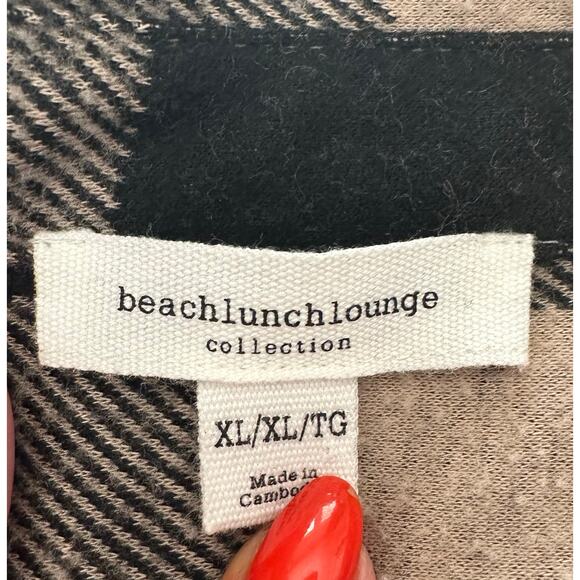 beachlunchlounge
collection
XL/XL/TG
Made in